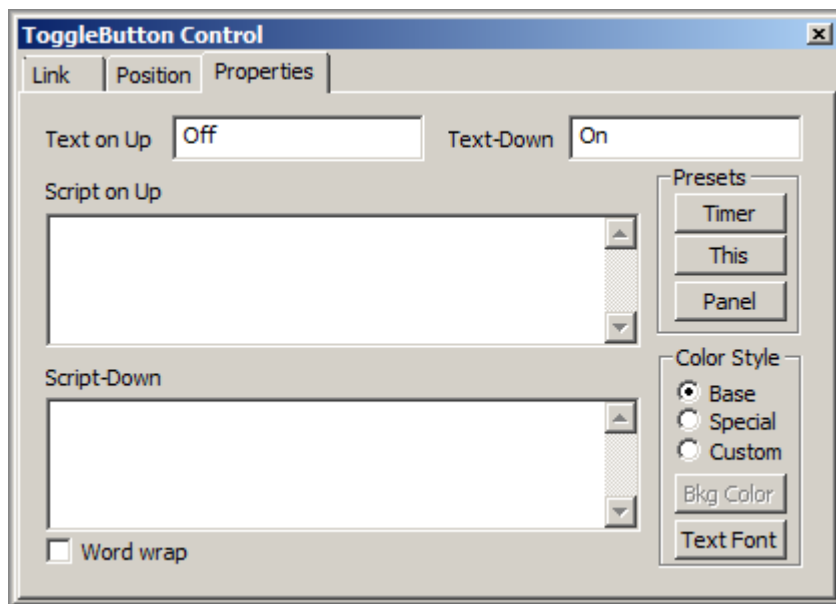 ToggleButton Control
Link Position Properties
Text on Up Off Text-Down On
Script on Up
Presets
Timer
This
Panel
Script-Down
Color Style
Base
Special
Custom
Bkg Color
Text Font
Word wrap